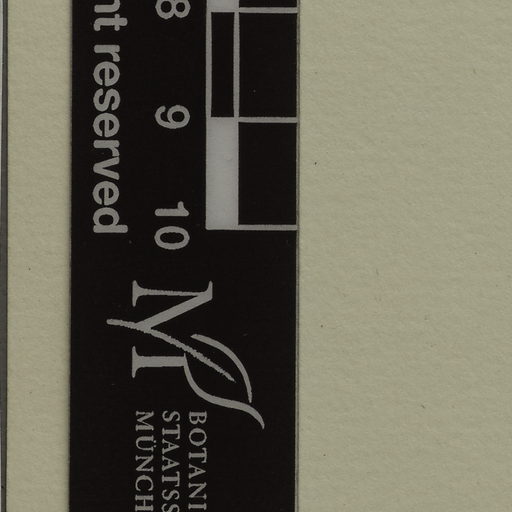 nt reserved
8 9 10
M
BOTANI
STAATSS
MÜNCH